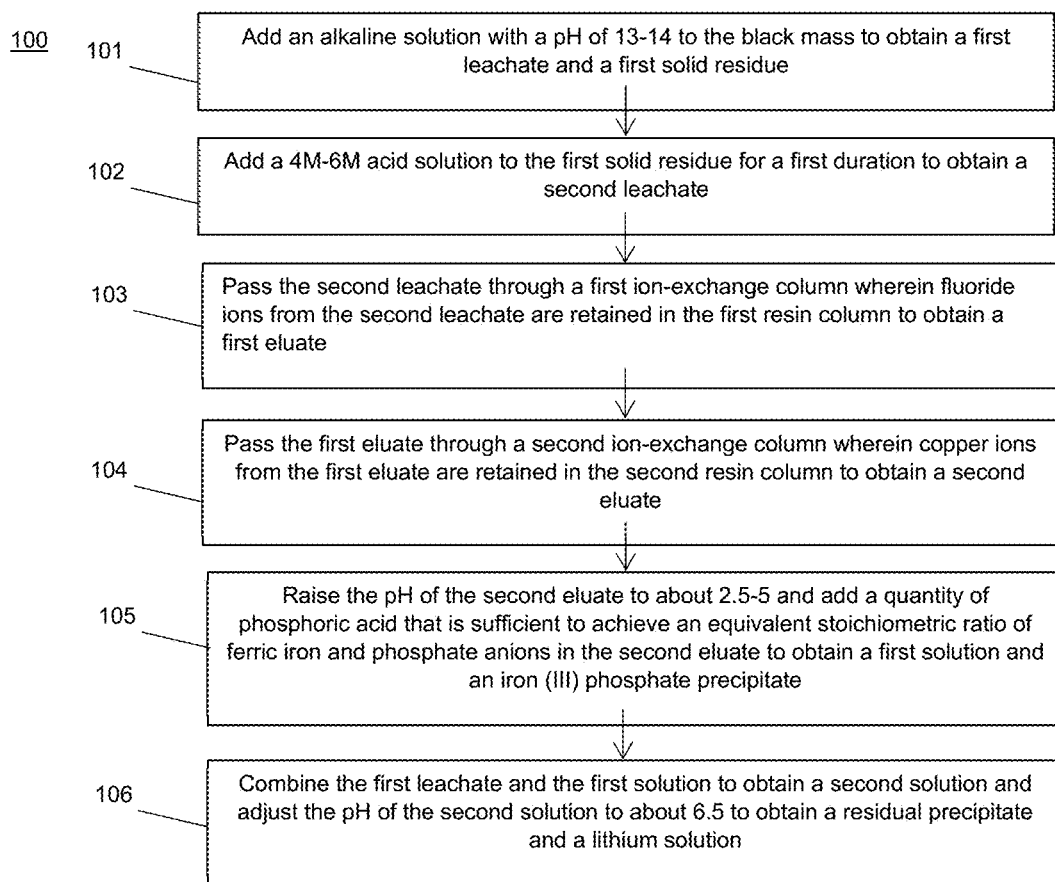 100
101
Add an alkaline solution with a pH of 13-14 to the black mass to obtain a first
leachate and a first solid residue
102
Add a 4M-6M acid solution to the first solid residue for a first duration to obtain a
second leachate
103
Pass the second leachate through a first ion-exchange column wherein fluoride
ions from the second leachate are retained in the first resin column to obtain a
first eluate
104
Pass the first eluate through a second ion-exchange column wherein copper ions
from the first eluate are retained in the second resin column to obtain a second
eluate
105
Raise the pH of the second eluate to about 2.5-5 and add a quantity of
phosphoric acid that is sufficient to achieve an equivalent stoichiometric ratio of
ferric iron and phosphate anions in the second eluate to obtain a first solution and
an iron (III) phosphate precipitate
106
Combine the first leachate and the first solution to obtain a second solution and
adjust the pH of the second solution to about 6.5 to obtain a residual precipitate
and a lithium solution